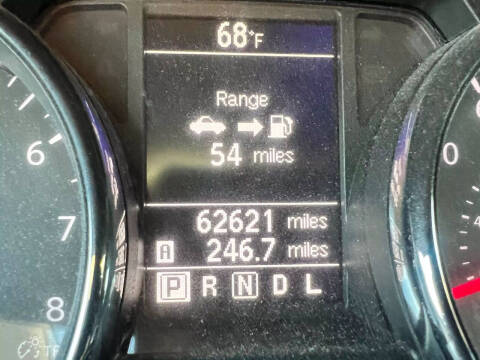 68°F
Range
54 miles
62621 miles
A 246.7 miles
P R N D L
6
7
8
0